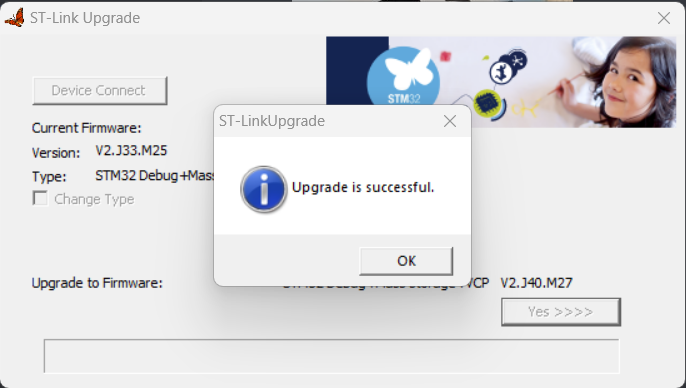 ST-Link Upgrade
Device Connect
STM32
ST-LinkUpgrade
Current Firmware:
Version: V2.J33.M25
Type: STM32 Debug+Mass
Upgrade is successful.
Change Type
OK
Upgrade to Firmware: VCP V2.J40.M27
Yes >>>>